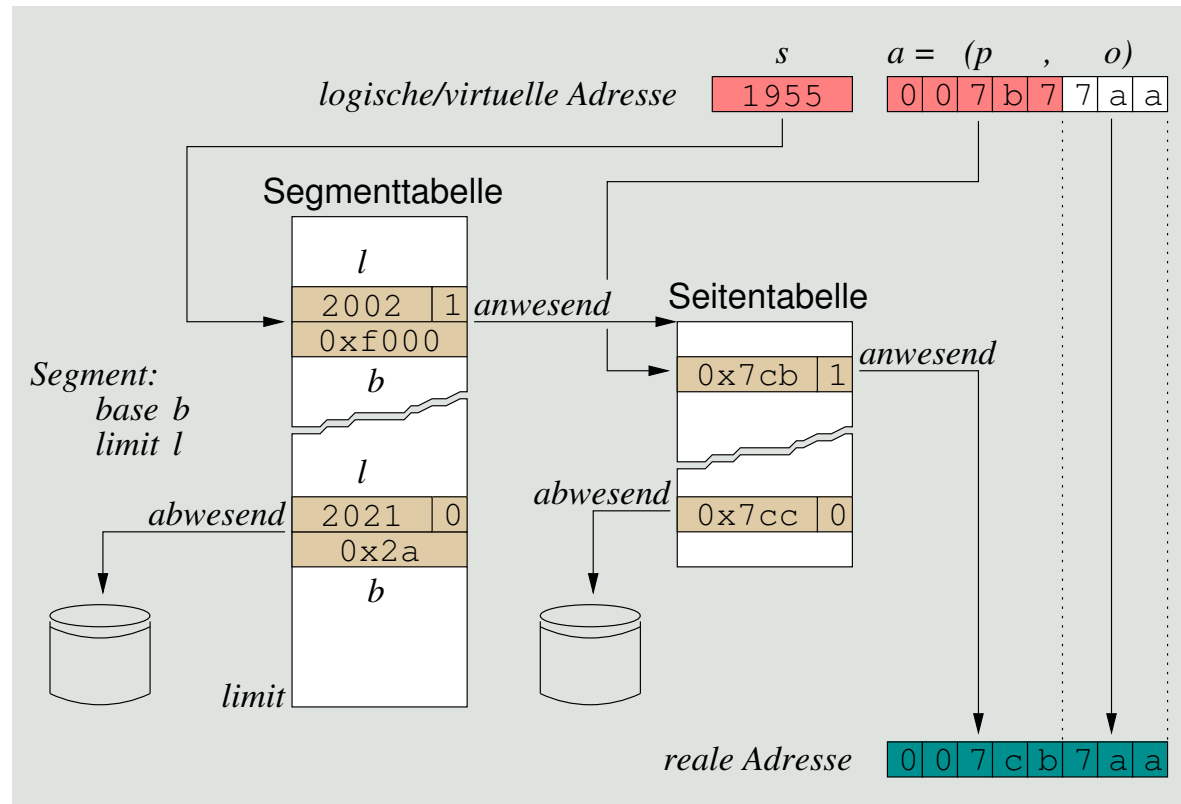 s a = (p , o)
logische/virtuelle Adresse 1955 0 0 7 b 7 7 a a
Segmenttabelle
l
2002 1 anwesend
0xf000
b
Segment:
base b
limit l
Seitentabelle
0x7cb 1 anwesend
l
abwesend 2021 0
0x2a
b
limit
abwesend 0x7cc 0
reale Adresse 0 0 7 c b 7 a a